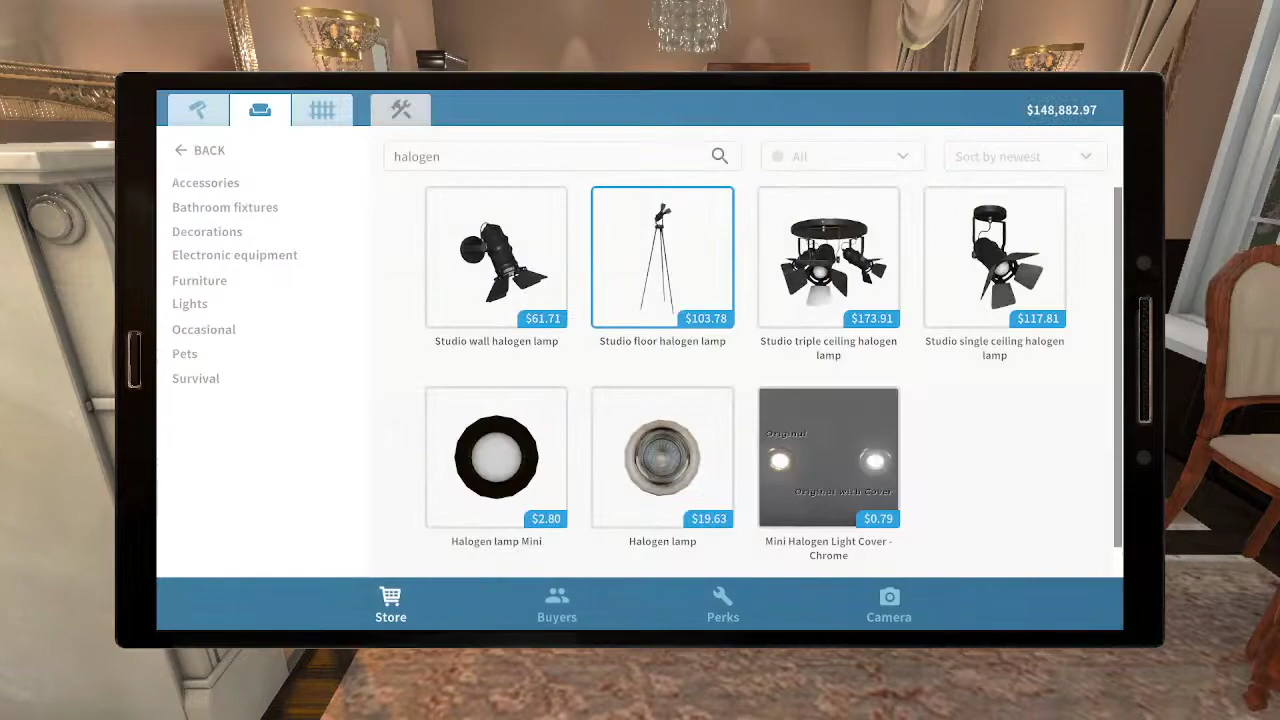 $148,882.97
BACK
halogen
All
Sort by newest
Accessories
Bathroom fixtures
Decorations
Electronic equipment
Furniture
Lights
Occasional
Pets
Survival
$61.71
$103.78
$173.91
$117.81
Studio wall halogen lamp
Studio floor halogen lamp
Studio triple ceiling halogen
lamp
Studio single ceiling halogen
lamp
Original
Original with Cover
$2.80
$19.63
$0.79
Halogen lamp Mini
Halogen lamp
Mini Halogen Light Cover -
Chrome
Store
Buyers
Perks
Camera